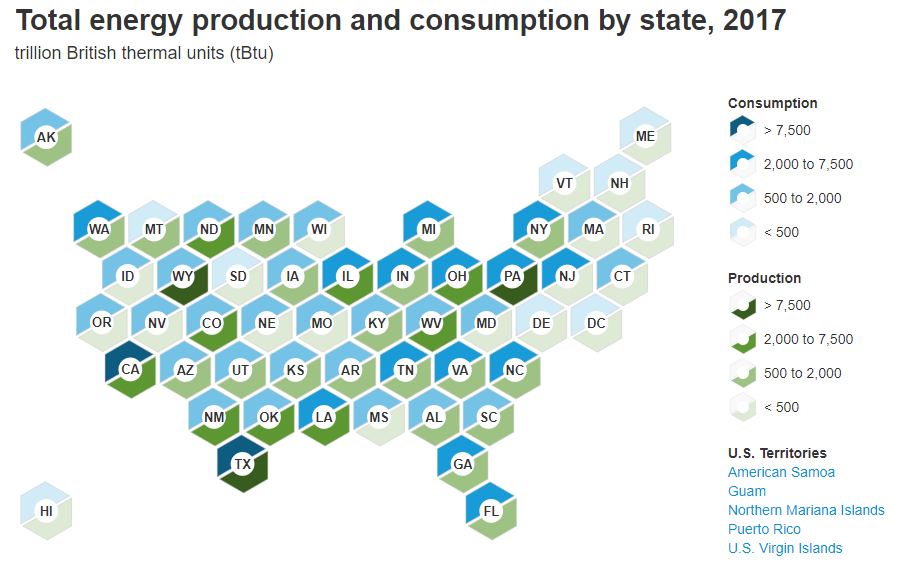 Total energy production and consumption by state, 2017
trillion British thermal units (tBtu)
AK
ME
VT NH
WA MT ND MN WI MI NY MA RI
ID WY SD IA IL IN OH PA NJ CT
OR NV CO NE MO KY WV MD DE DC
CA AZ UT KS AR TN VA NC
NM OK LA MS AL SC
TX GA
HI FL
Consumption
> 7,500
2,000 to 7,500
500 to 2,000
< 500
Production
> 7,500
2,000 to 7,500
500 to 2,000
< 500
U.S. Territories
American Samoa
Guam
Northern Mariana Islands
Puerto Rico
U.S. Virgin Islands